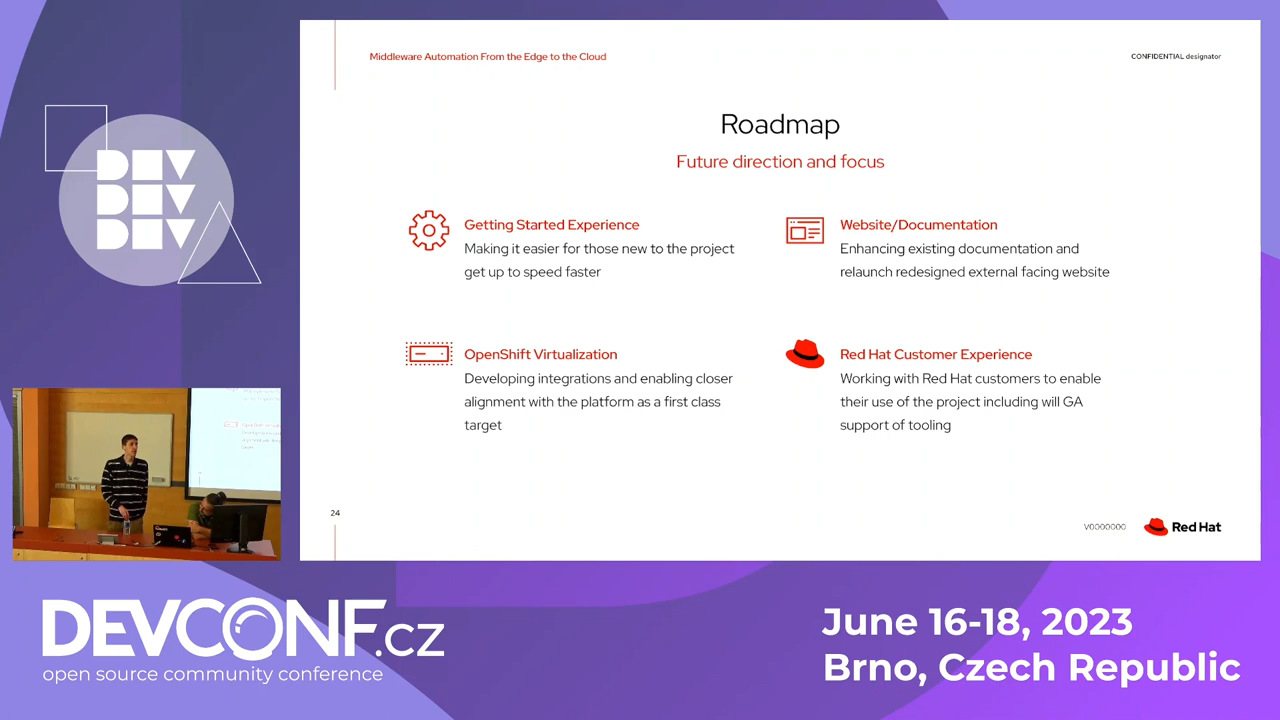 Middleware Automation From the Edge to the Cloud
CONFIDENTIAL designator
Roadmap
Future direction and focus
Getting Started Experience
Making it easier for those new to the project
get up to speed faster
Website/Documentation
Enhancing existing documentation and
relaunch redesigned external facing website
OpenShift Virtualization
Developing integrations and enabling closer
alignment with the platform as a first class
target
Red Hat Customer Experience
Working with Red Hat customers to enable
their use of the project including will GA
support of tooling
24
V0000000
Red Hat
DEV
DEV
DEV
DEVCONF.cz
open source community conference
June 16-18, 2023
Brno, Czech Republic